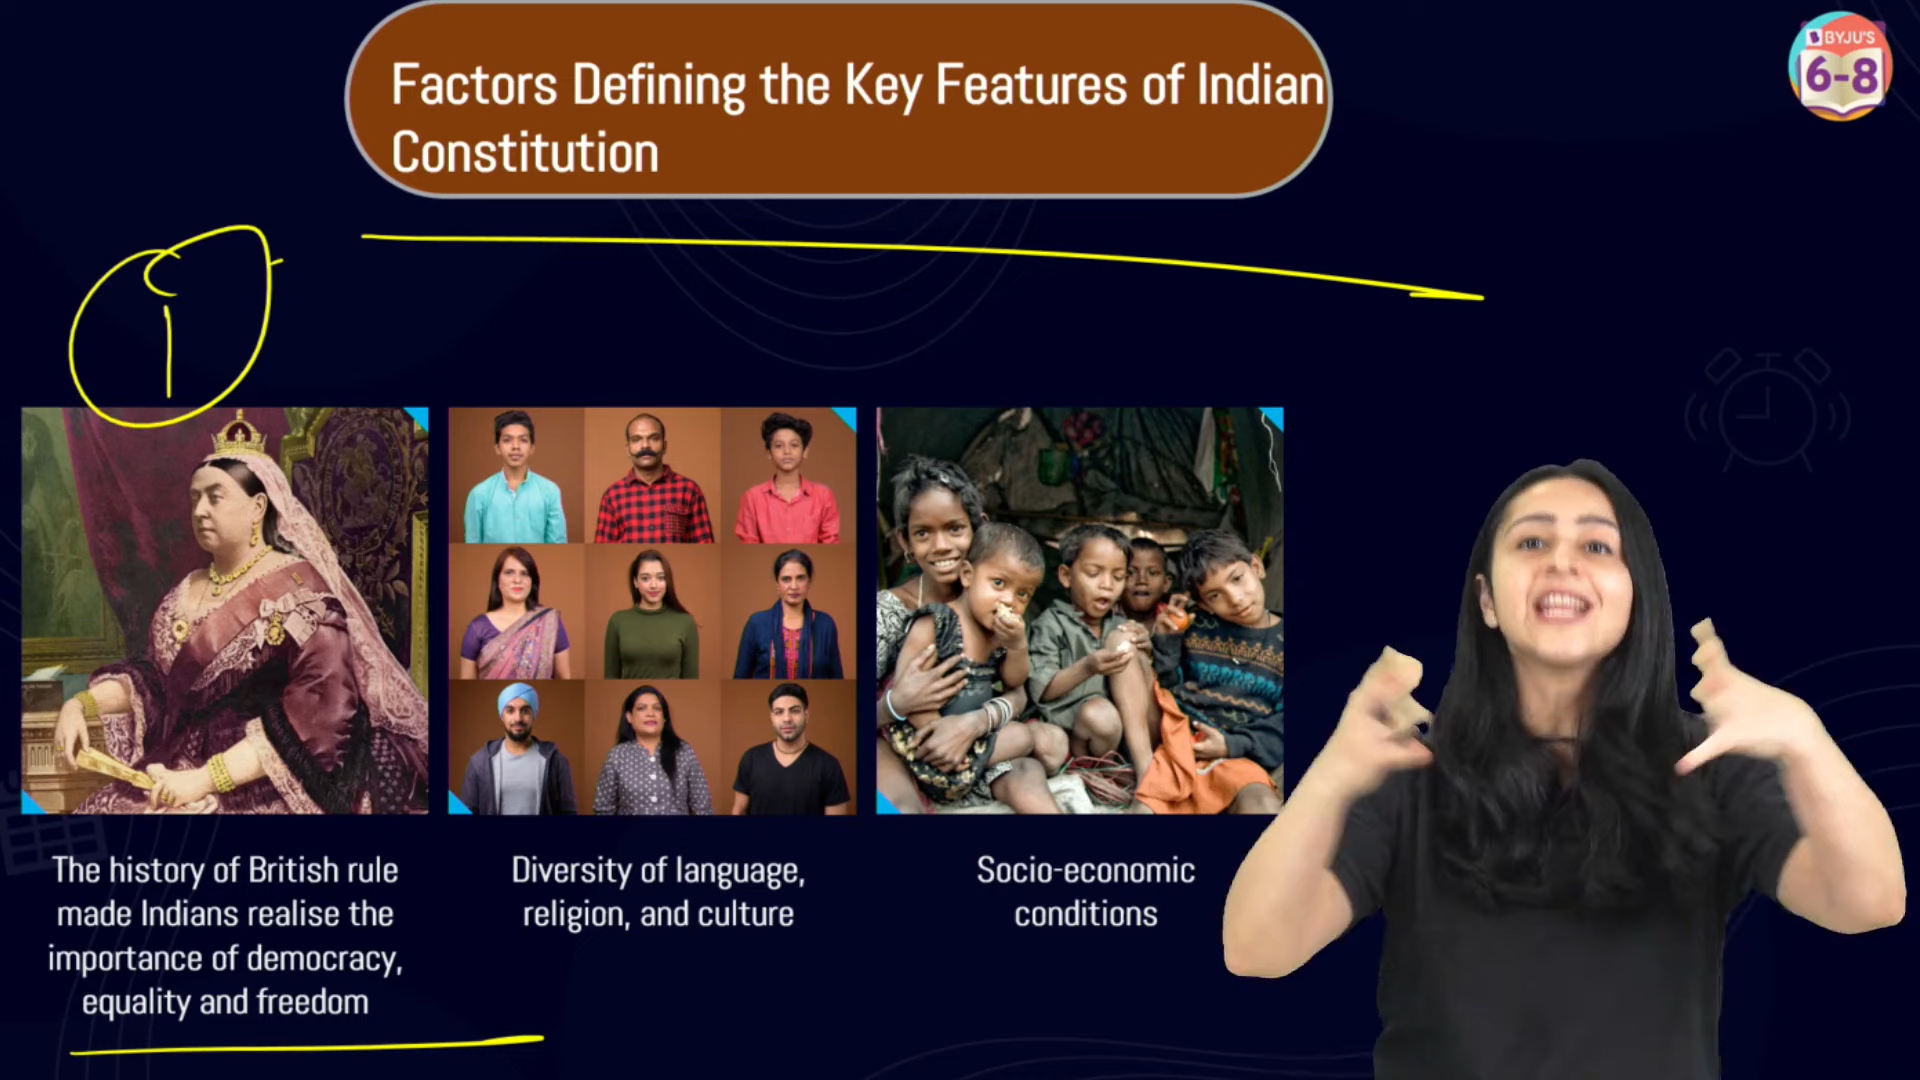 Factors Defining the Key Features of Indian
Constitution
BYJU'S
6-8
The history of British rule
made Indians realise the
importance of democracy,
equality and freedom
Diversity of language,
religion, and culture
Socio-economic
conditions